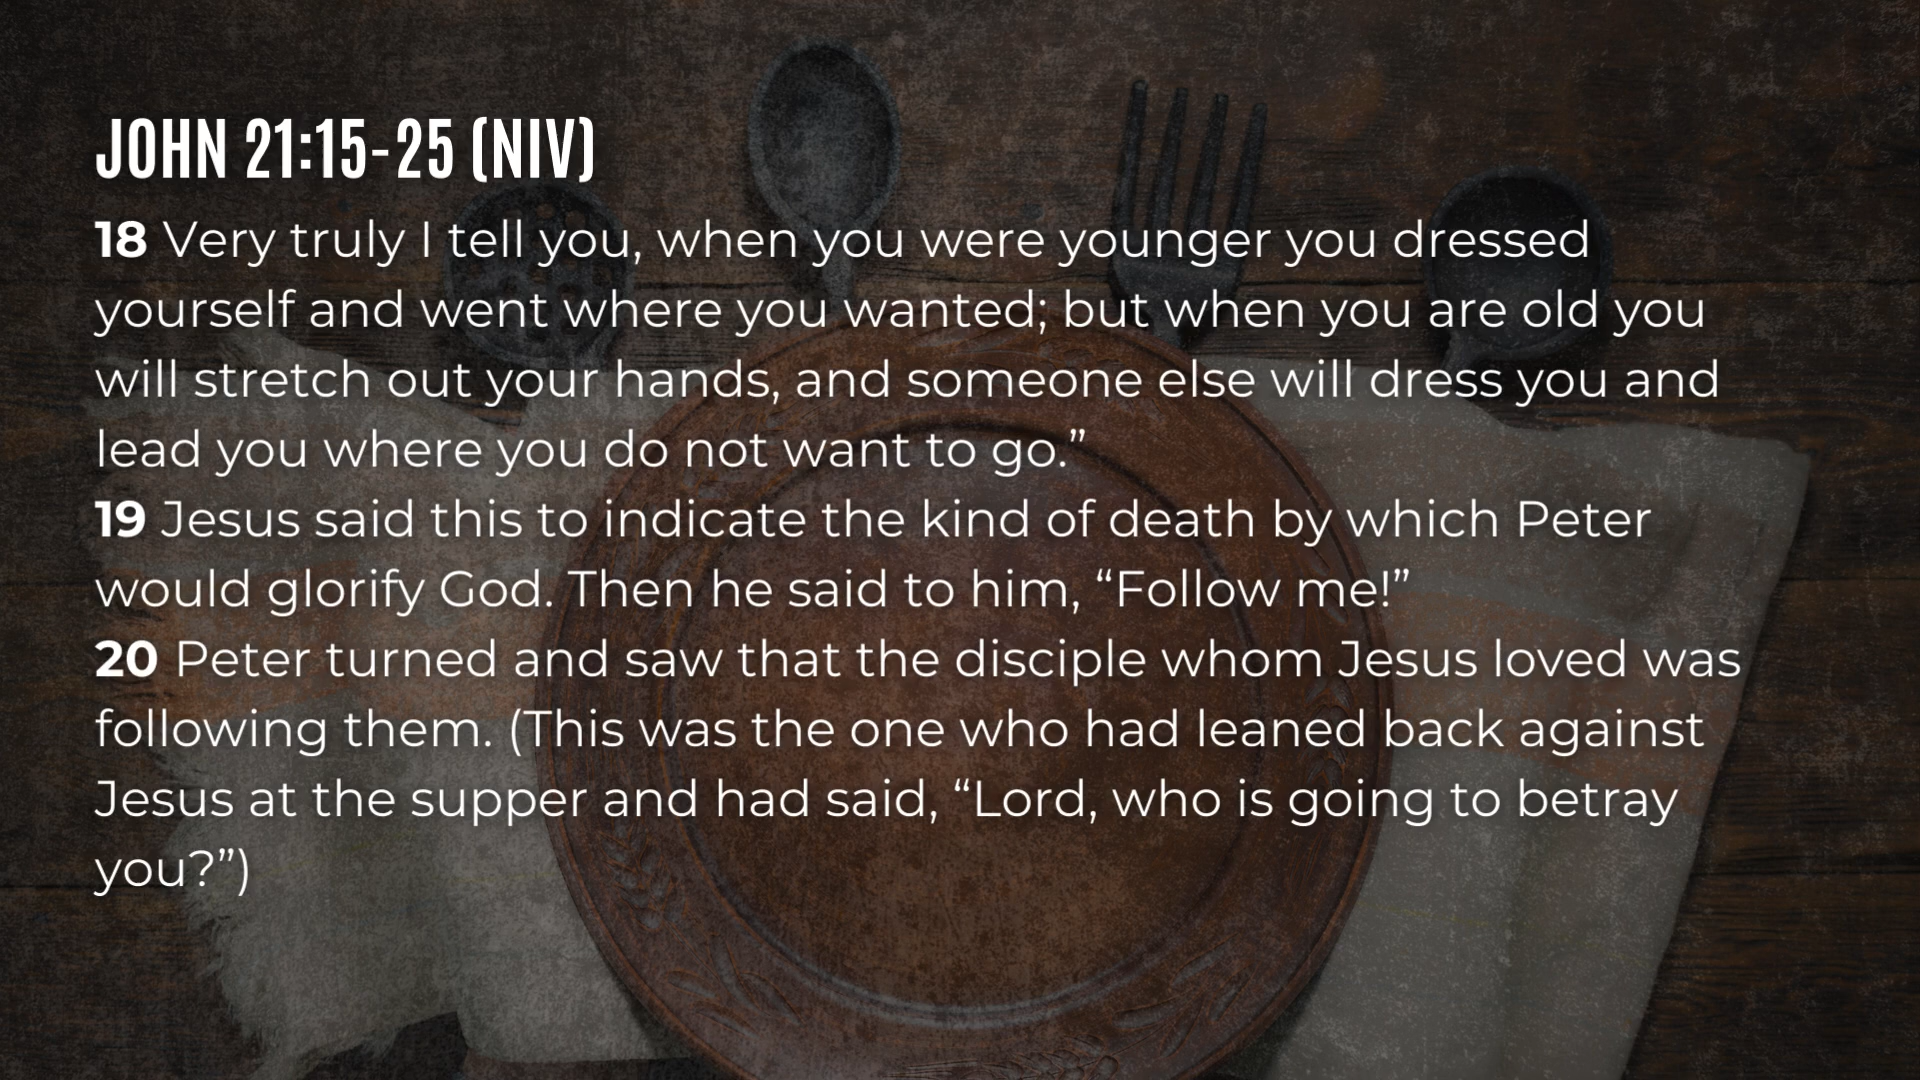 JOHN 21:15-25 (NIV)
18 Very truly I tell you, when you were younger you dressed
yourself and went where you wanted; but when you are old you
will stretch out your hands, and someone else will dress you and
lead you where you do not want to go.”
19 Jesus said this to indicate the kind of death by which Peter
would glorify God. Then he said to him, “Follow me!”
20 Peter turned and saw that the disciple whom Jesus loved was
following them. (This was the one who had leaned back against
Jesus at the supper and had said, “Lord, who is going to betray
you?”)